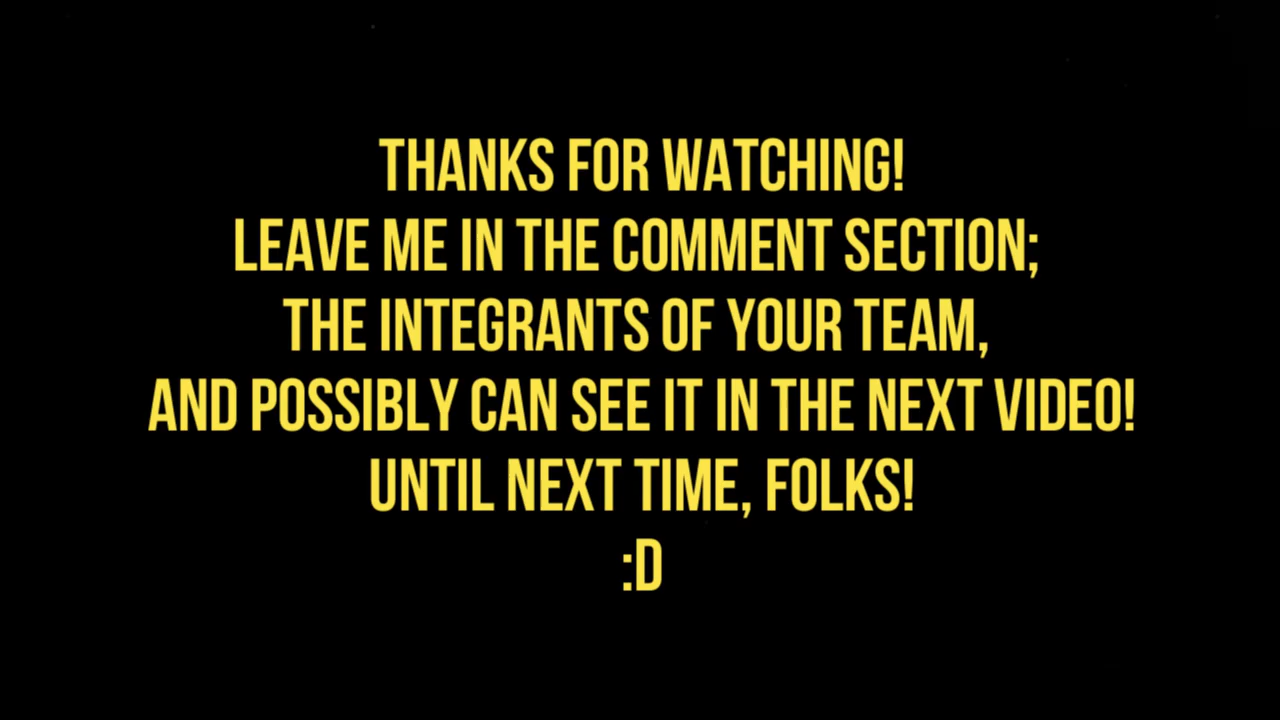 THANKS FOR WATCHING!
LEAVE ME IN THE COMMENT SECTION;
THE INTEGRANTS OF YOUR TEAM,
AND POSSIBLY CAN SEE IT IN THE NEXT VIDEO!
UNTIL NEXT TIME, FOLKS!
:D